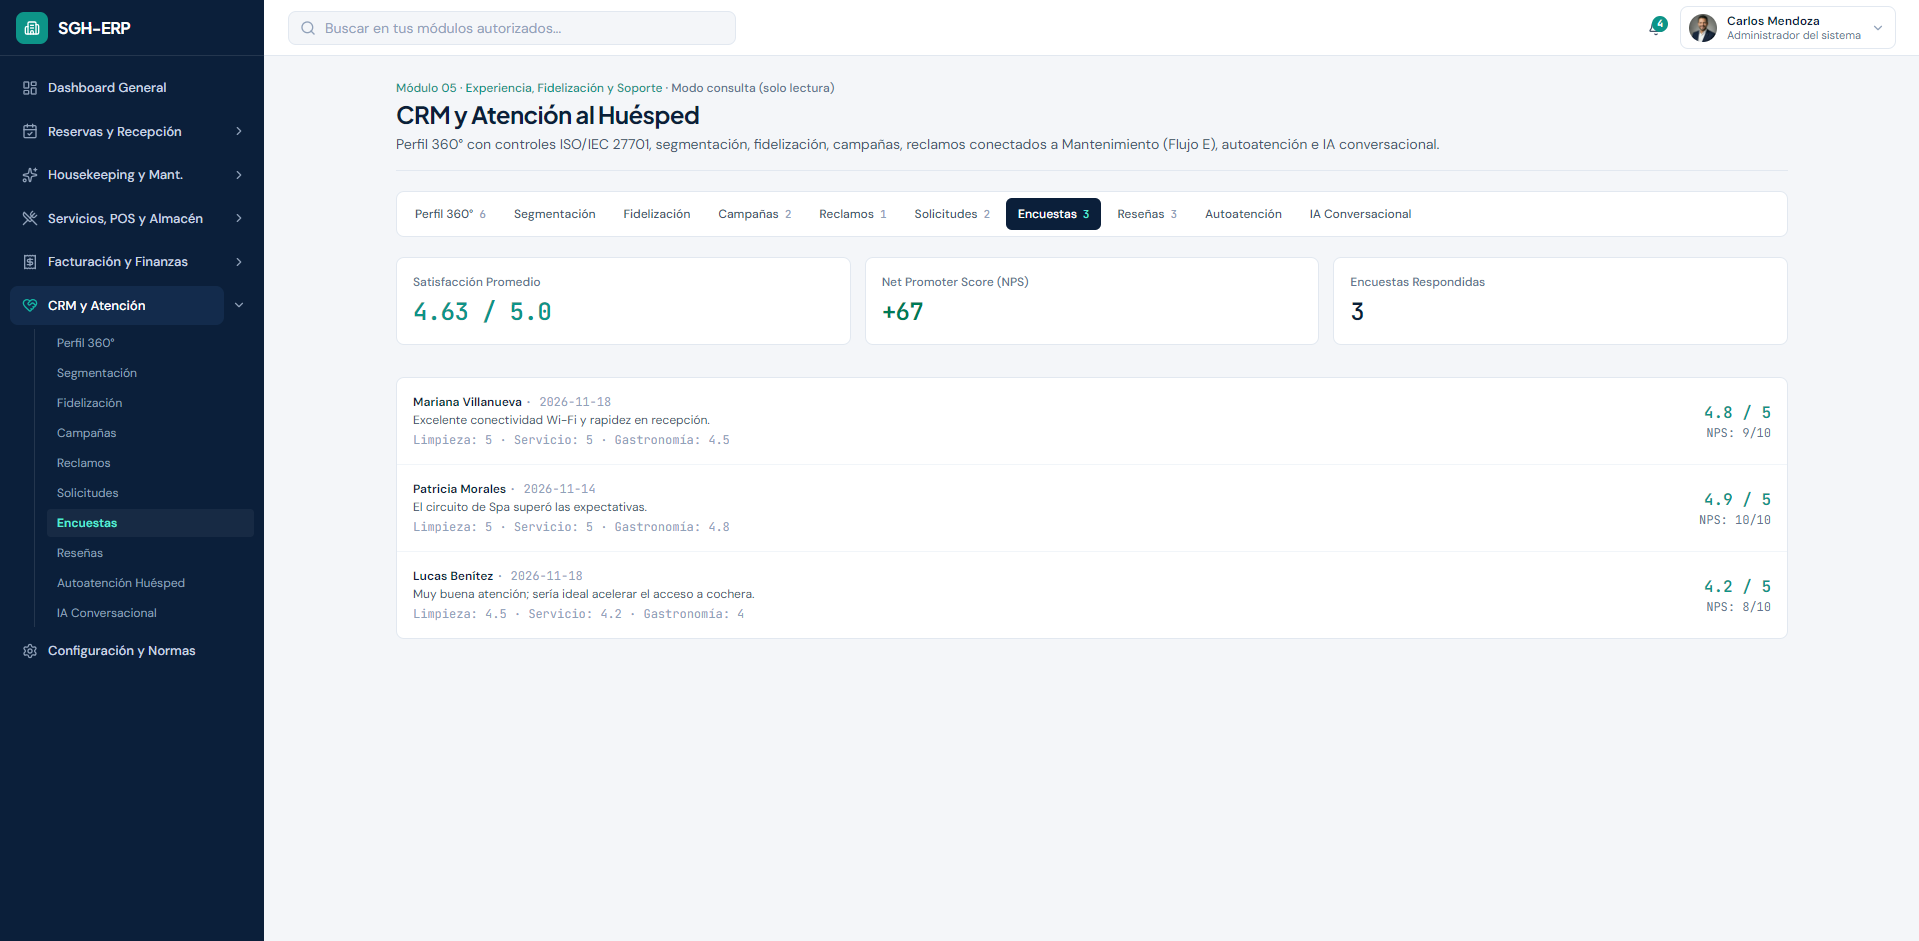 SGH-ERP
Buscar en tus módulos autorizados...
4
Carlos Mendoza
Administrador del sistema
Dashboard General
Reservas y Recepción
Housekeeping y Mant.
Servicios, POS y Almacén
Facturación y Finanzas
CRM y Atención
Perfil 360°
Segmentación
Fidelización
Campañas
Reclamos
Solicitudes
Encuestas
Reseñas
Autoatención Huésped
IA Conversacional
Configuración y Normas
Módulo 05 · Experiencia, Fidelización y Soporte · Modo consulta (solo lectura)
CRM y Atención al Huésped
Perfil 360° con controles ISO/IEC 27701, segmentación, fidelización, campañas, reclamos conectados a Mantenimiento (Flujo E), autoatención e IA conversacional.
Perfil 360° 6 Segmentación Fidelización Campañas 2 Reclamos 1 Solicitudes 2 Encuestas 3 Reseñas 3 Autoatención IA Conversacional
Satisfacción Promedio
4.63 / 5.0
Net Promoter Score (NPS)
+67
Encuestas Respondidas
3
Mariana Villanueva · 2026-11-18
Excelente conectividad Wi-Fi y rapidez en recepción.
Limpieza: 5 · Servicio: 5 · Gastronomía: 4.5
4.8 / 5
NPS: 9/10
Patricia Morales · 2026-11-14
El circuito de Spa superó las expectativas.
Limpieza: 5 · Servicio: 5 · Gastronomía: 4.8
4.9 / 5
NPS: 10/10
Lucas Benítez · 2026-11-18
Muy buena atención; sería ideal acelerar el acceso a cochera.
Limpieza: 4.5 · Servicio: 4.2 · Gastronomía: 4
4.2 / 5
NPS: 8/10